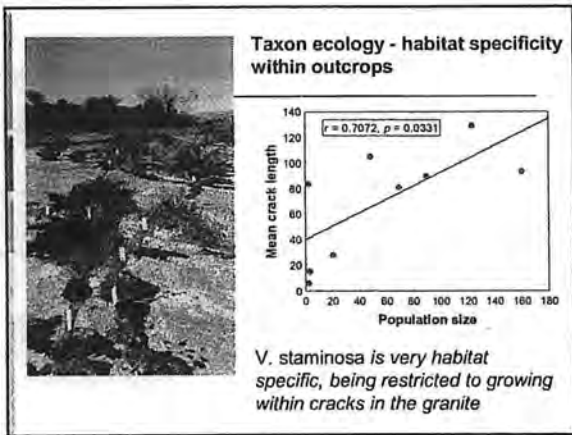 Taxon ecology - habitat specificity
within outcrops
r = 0.7072, p = 0.0331
Mean crack length
140
120
100
80
60
40
20
0
0 20 40 60 80 100 120 140 160 180
Population size
V. staminosa is very habitat
specific, being restricted to growing
within cracks in the granite